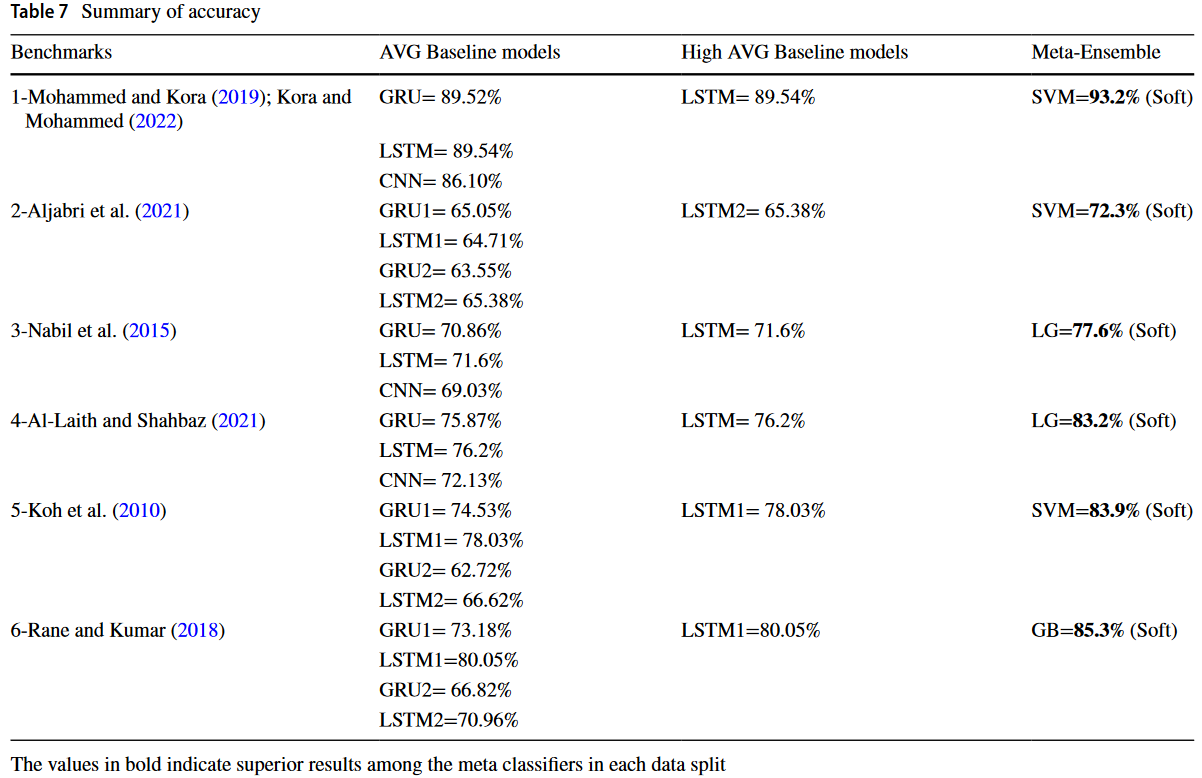 Table 7 Summary of accuracy
Benchmarks AVG Baseline models High AVG Baseline models Meta-Ensemble
1-Mohammed and Kora (2019); Kora and GRU= 89.52% LSTM= 89.54% SVM=93.2% (Soft)
Mohammed (2022)
LSTM= 89.54%
CNN= 86.10%
2-Aljabri et al. (2021) GRU1= 65.05% LSTM2= 65.38% SVM=72.3% (Soft)
LSTM1= 64.71%
GRU2= 63.55%
LSTM2= 65.38%
3-Nabil et al. (2015) GRU= 70.86% LSTM= 71.6% LG=77.6% (Soft)
LSTM= 71.6%
CNN= 69.03%
4-Al-Laith and Shahbaz (2021) GRU= 75.87% LSTM= 76.2% LG=83.2% (Soft)
LSTM= 76.2%
CNN= 72.13%
5-Koh et al. (2010) GRU1= 74.53% LSTM1= 78.03% SVM=83.9% (Soft)
LSTM1= 78.03%
GRU2= 62.72%
LSTM2= 66.62%
6-Rane and Kumar (2018) GRU1= 73.18% LSTM1=80.05% GB=85.3% (Soft)
LSTM1=80.05%
GRU2= 66.82%
LSTM2=70.96%
The values in bold indicate superior results among the meta classifiers in each data split